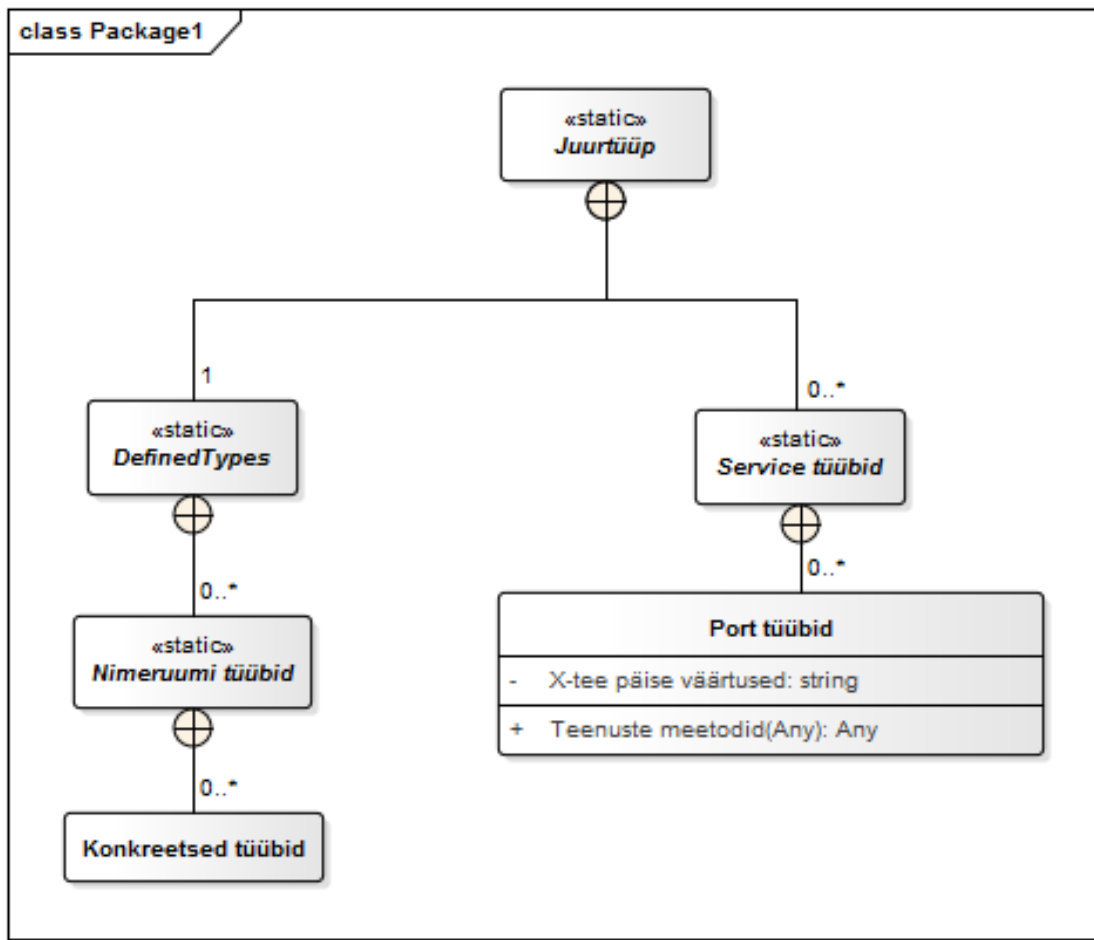 class Package1
«static»
Juurtüüp
1
0..*
«static»
DefinedTypes
«static»
Service tüübid
0..*
0..*
«static»
Nimeruumi tüübid
Port tüübid
- X-tee päise väärtused: string
+ Teenuste meetodid(Any): Any
0..*
Konkreetsed tüübid